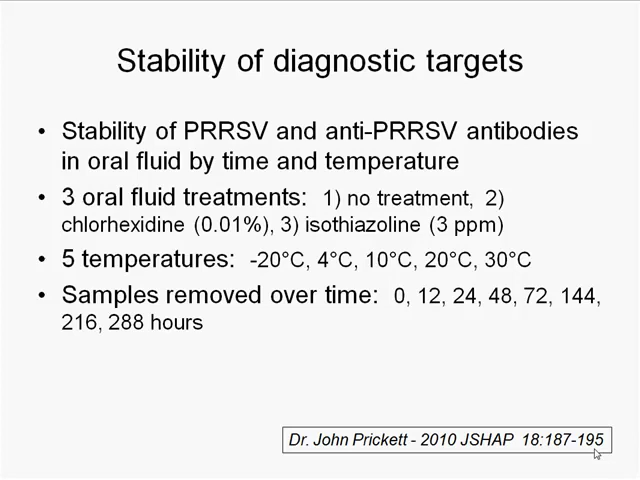 Stability of diagnostic targets
• Stability of PRRSV and anti-PRRSV antibodies
in oral fluid by time and temperature
• 3 oral fluid treatments: 1) no treatment, 2)
chlorhexidine (0.01%), 3) isothiazoline (3 ppm)
• 5 temperatures: -20°C, 4°C, 10°C, 20°C, 30°C
• Samples removed over time: 0, 12, 24, 48, 72, 144,
216, 288 hours
Dr. John Prickett - 2010 JSHAP 18:187-195